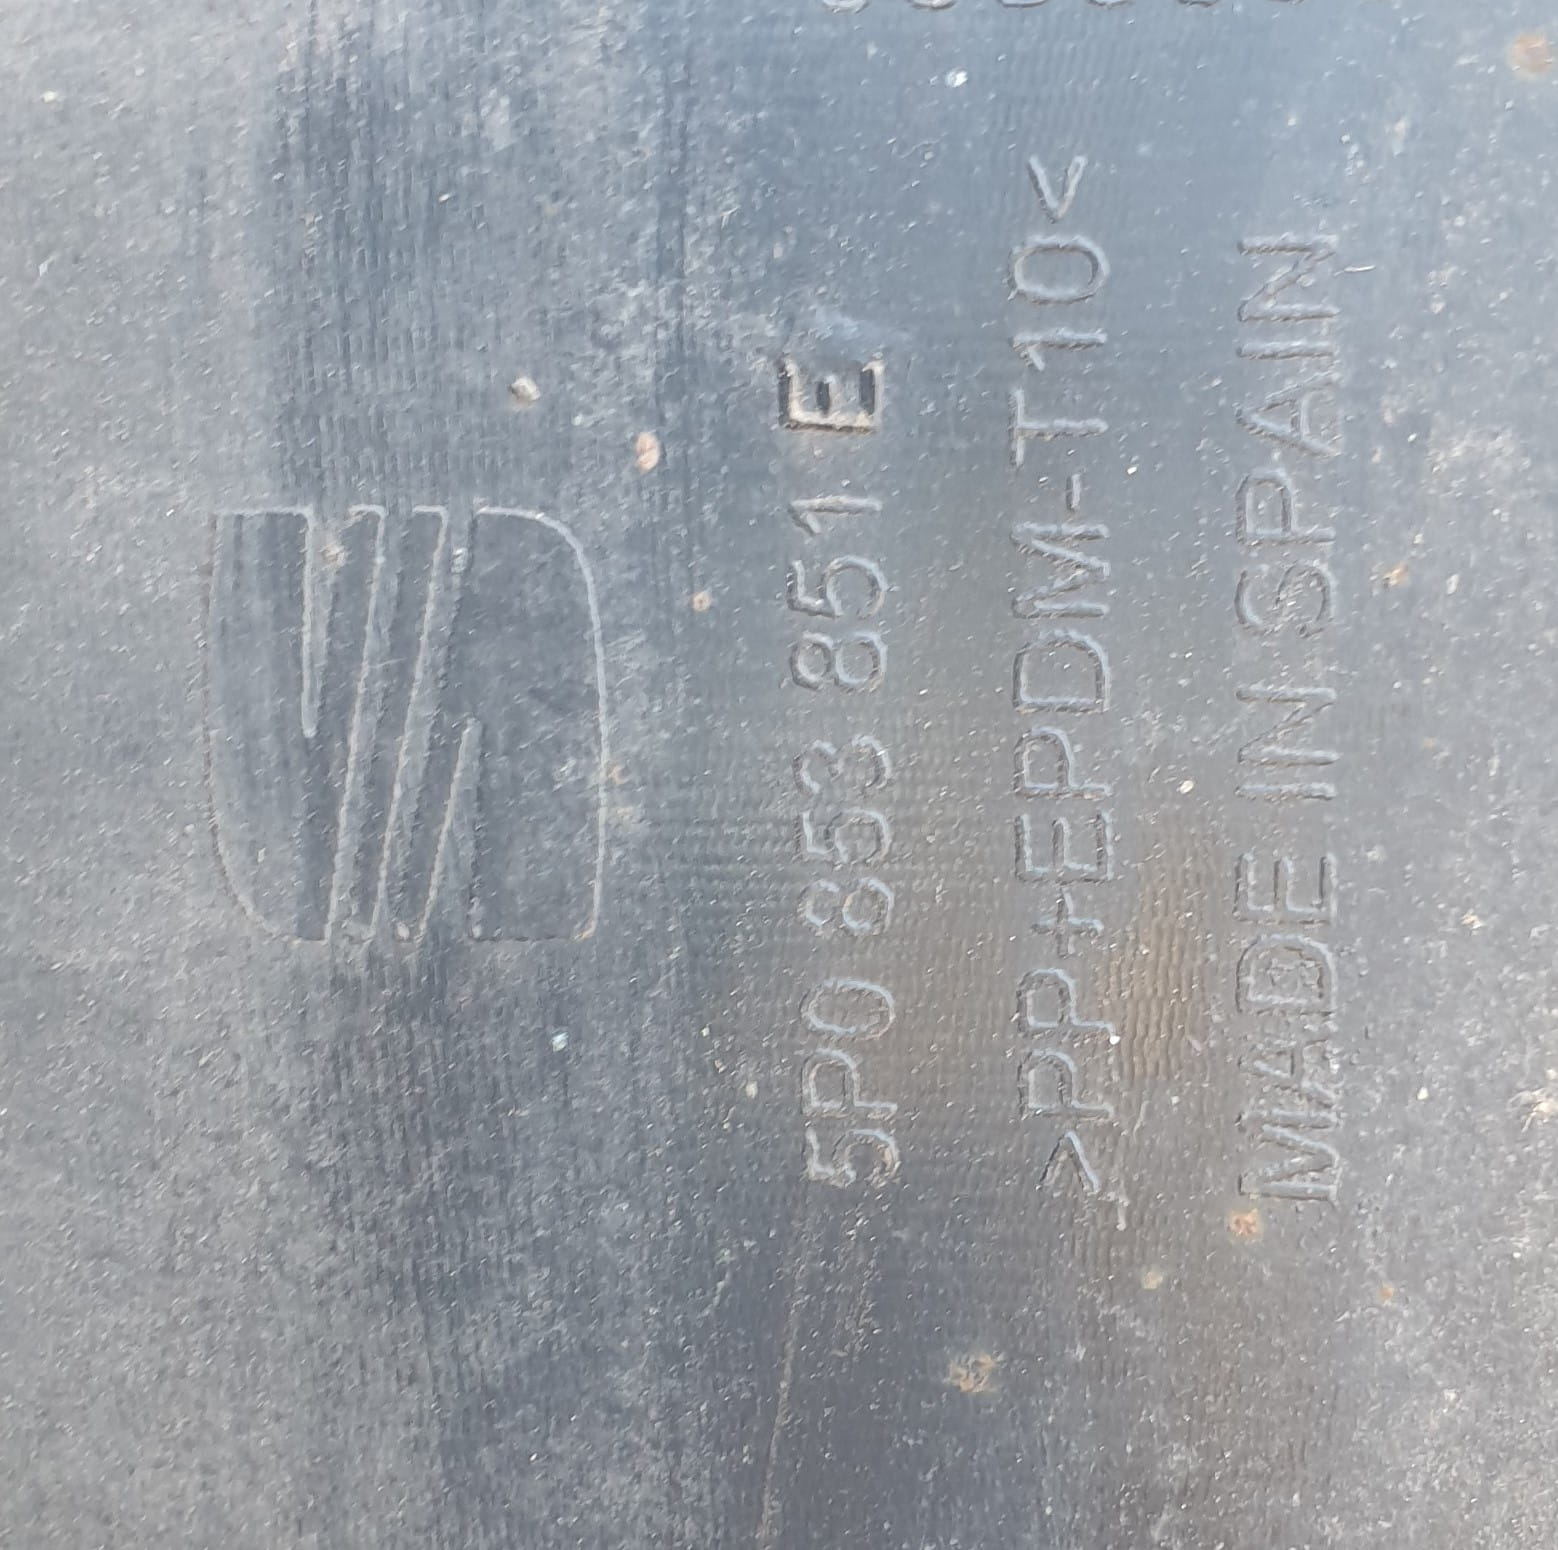 5P0 853 851 E
>PP+EPDM-T10<
MADE IN SPAIN